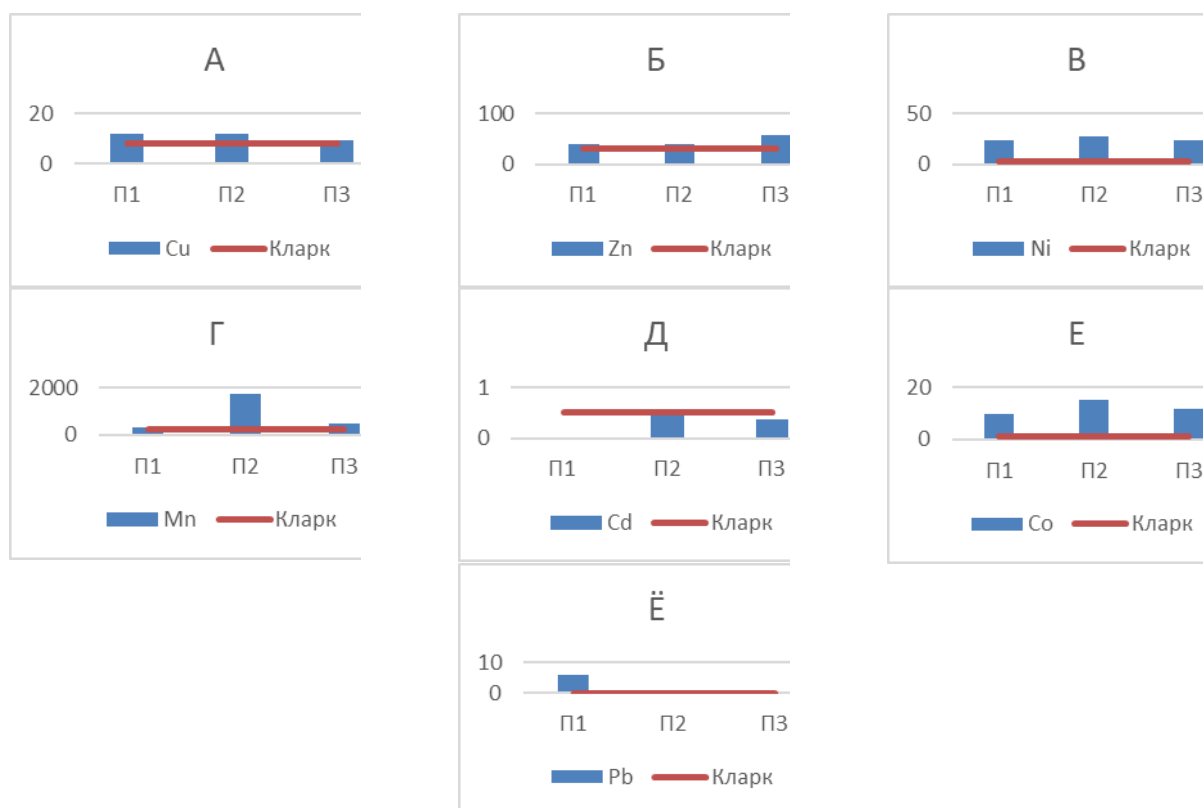 А
20
0
П1 П2 П3
Cu Кларк
Б
100
0
П1 П2 П3
Zn Кларк
В
50
0
П1 П2 П3
Ni Кларк
Г
2000
0
П1 П2 П3
Mn Кларк
Д
1
0
П1 П2 П3
Cd Кларк
Е
20
0
П1 П2 П3
Co Кларк
Ё
10
0
П1 П2 П3
Pb Кларк